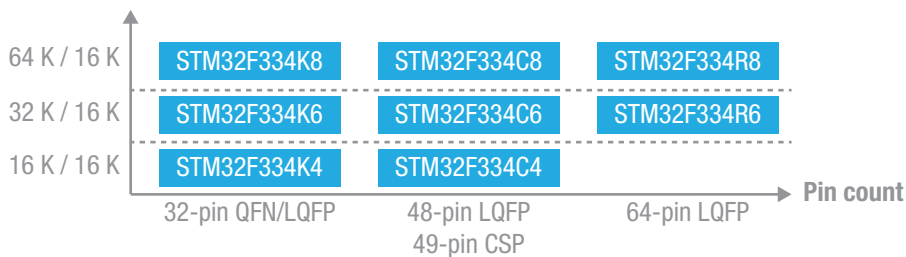 64 K / 16 K STM32F334K8 STM32F334C8 STM32F334R8
32 K / 16 K STM32F334K6 STM32F334C6 STM32F334R6
16 K / 16 K STM32F334K4 STM32F334C4
Pin count
32-pin QFN/LQFP 48-pin LQFP 64-pin LQFP
49-pin CSP